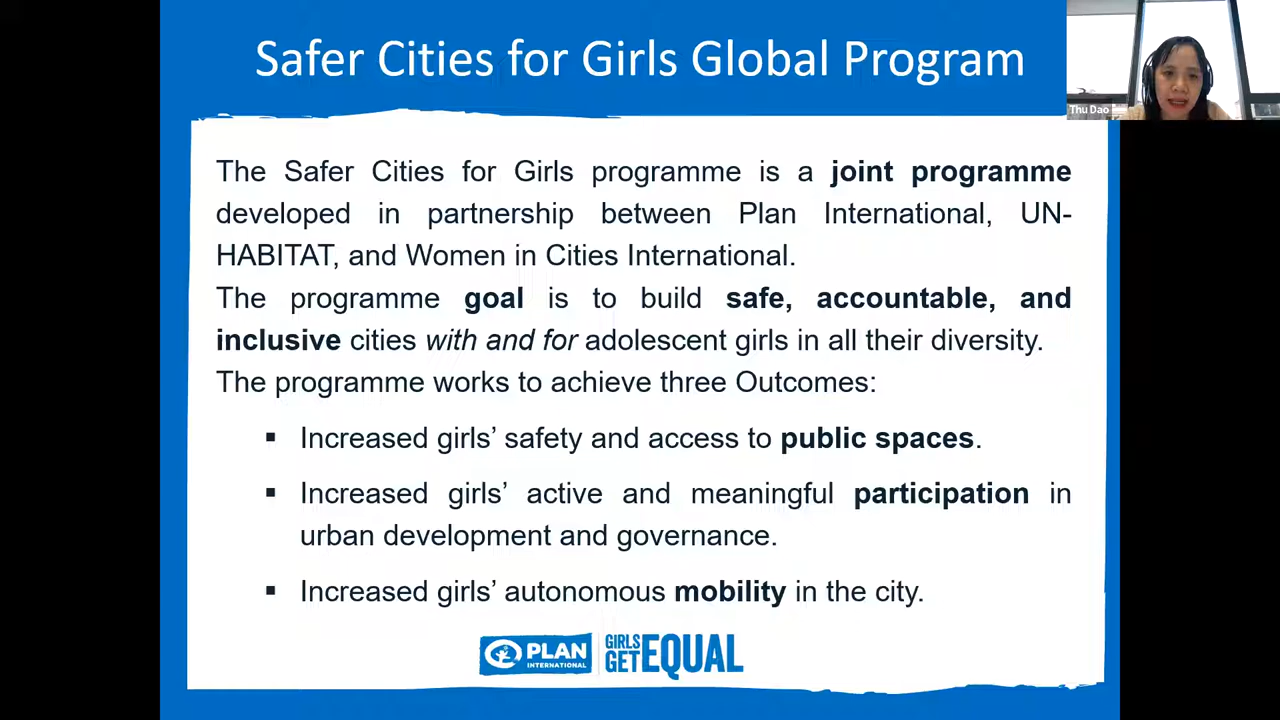 Safer Cities for Girls Global Program
Thu Dao
The Safer Cities for Girls programme is a joint programme
developed in partnership between Plan International, UN-
HABITAT, and Women in Cities International.
The programme goal is to build safe, accountable, and
inclusive cities with and for adolescent girls in all their diversity.
The programme works to achieve three Outcomes:
▪ Increased girls’ safety and access to public spaces.
▪ Increased girls’ active and meaningful participation in
urban development and governance.
▪ Increased girls’ autonomous mobility in the city.
PLAN
INTERNATIONAL
GIRLS
GET EQUAL